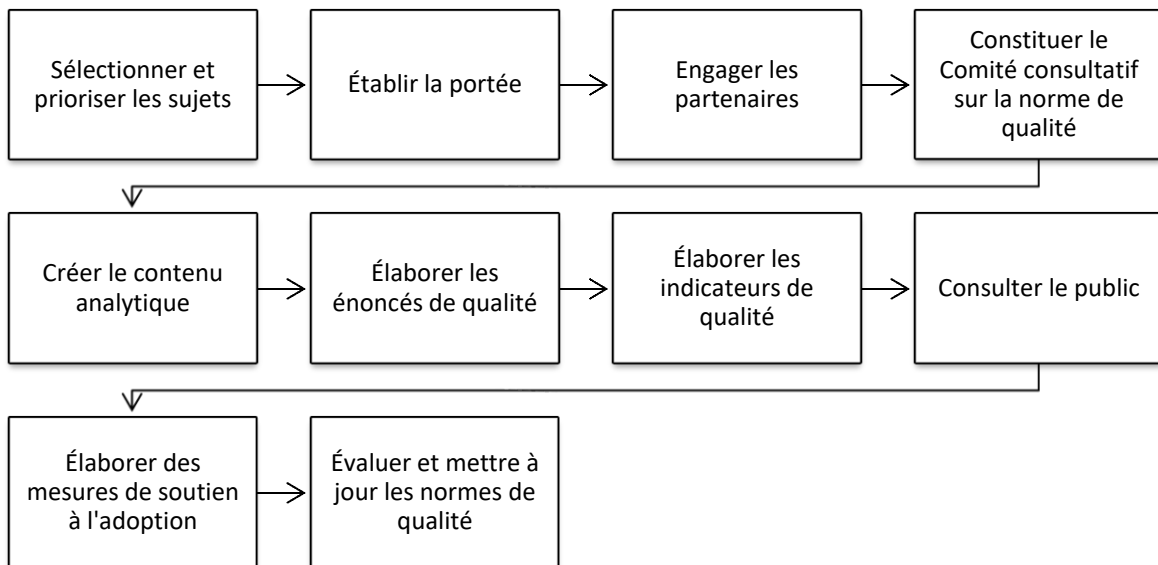 Sélectionner et
prioriser les sujets
Établir la portée
Engager les
partenaires
Constituer le
Comité consultatif
sur la norme de
qualité
Créer le contenu
analytique
Élaborer les
énoncés de qualité
Élaborer les
indicateurs de
qualité
Consulter le public
Élaborer des
mesures de soutien
à l'adoption
Évaluer et mettre à
jour les normes de
qualité